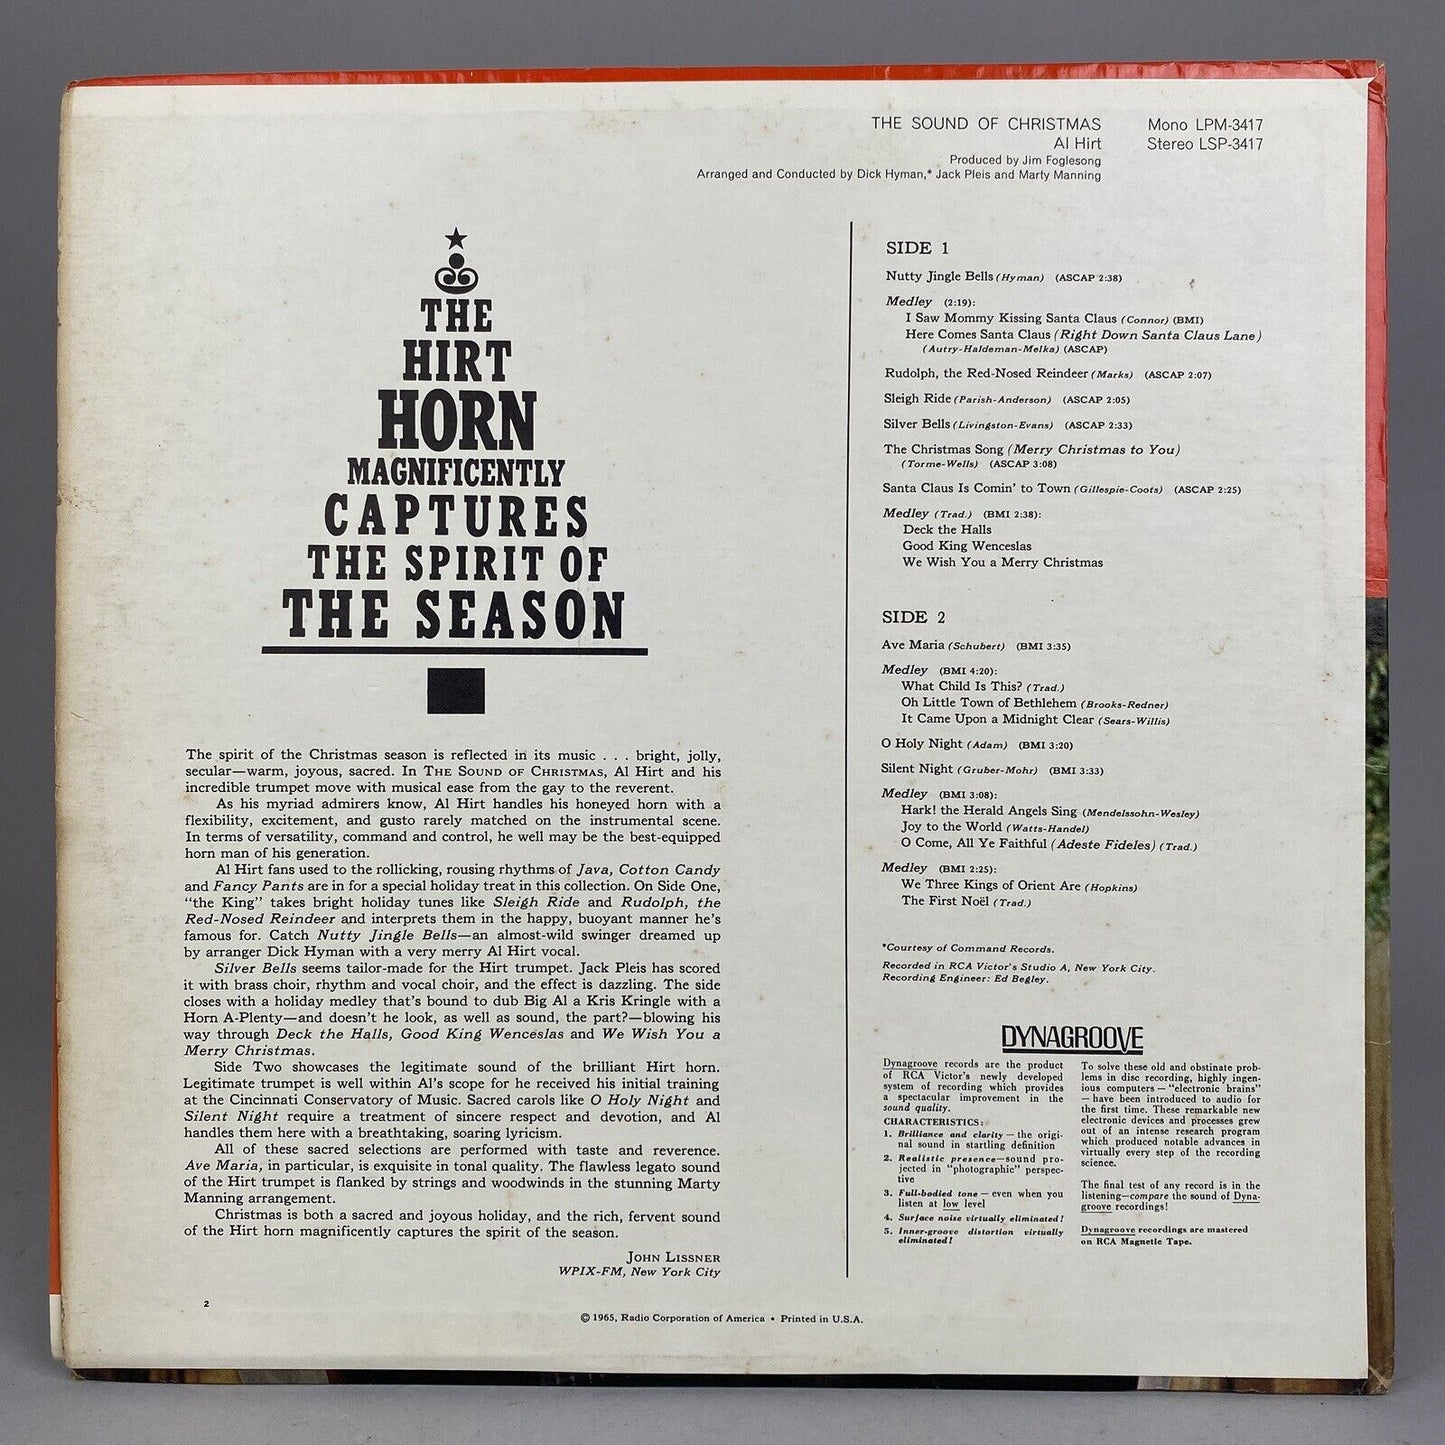 THE SOUND OF CHRISTMAS
Al Hirt
Produced by Jim Foglesong
Arranged and Conducted by Dick Hyman,* Jack Pleis and Marty Manning
Mono LPM-3417
Stereo LSP-3417
THE
HIRT
HORN
MAGNIFICENTLY
CAPTURES
THE SPIRIT OF
THE SEASON
The spirit of the Christmas season is reflected in its music . . . bright, jolly,
secular—warm, joyous, sacred. In THE SOUND OF CHRISTMAS, Al Hirt and his
incredible trumpet move with musical ease from the gay to the reverent.
As his myriad admirers know, Al Hirt handles his honeyed horn with a
flexibility, excitement, and gusto rarely matched on the instrumental scene.
In terms of versatility, command and control, he well may be the best-equipped
horn man of his generation.
Al Hirt fans used to the rollicking, rousing rhythms of Java, Cotton Candy
and Fancy Pants are in for a special holiday treat in this collection. On Side One,
"the King" takes bright holiday tunes like Sleigh Ride and Rudolph, the
Red-Nosed Reindeer and interprets them in the happy, buoyant manner he's
famous for. Catch Nutty Jingle Bells—an almost-wild swinger dreamed up
by arranger Dick Hyman with a very merry Al Hirt vocal.
Silver Bells seems tailor-made for the Hirt trumpet. Jack Pleis has scored
it with brass choir, rhythm and vocal choir, and the effect is dazzling. The side
closes with a holiday medley that's bound to dub Big Al a Kris Kringle with a
Horn A-Plenty—and doesn't he look, as well as sound, the part?—blowing his
way through Deck the Halls, Good King Wenceslas and We Wish You a
Merry Christmas.
Side Two showcases the legitimate sound of the brilliant Hirt horn.
Legitimate trumpet is well within Al's scope for he received his initial training
at the Cincinnati Conservatory of Music. Sacred carols like O Holy Night and
Silent Night require a treatment of sincere respect and devotion, and Al
handles them here with a breathtaking, soaring lyricism.
All of these sacred selections are performed with taste and reverence.
Ave Maria, in particular, is exquisite in tonal quality. The flawless legato sound
of the Hirt trumpet is flanked by strings and woodwinds in the stunning Marty
Manning arrangement.
Christmas is both a sacred and joyous holiday, and the rich, fervent sound
of the Hirt horn magnificently captures the spirit of the season.
JOHN LISSNER
WPIX-FM, New York City
SIDE 1
Nutty Jingle Bells (Hyman) (ASCAP 2:38)
Medley (2:19):
I Saw Mommy Kissing Santa Claus (Connor) (BMI)
Here Comes Santa Claus (Right Down Santa Claus Lane)
(Autry-Haldeman-Melka) (ASCAP)
Rudolph, the Red-Nosed Reindeer (Marks) (ASCAP 2:07)
Sleigh Ride (Parish-Anderson) (ASCAP 2:05)
Silver Bells (Livingston-Evans) (ASCAP 2:33)
The Christmas Song (Merry Christmas to You)
(Torme-Wells) (ASCAP 3:08)
Santa Claus Is Comin' to Town (Gillespie-Coots) (ASCAP 2:25)
Medley (Trad.) (BMI 2:38):
Deck the Halls
Good King Wenceslas
We Wish You a Merry Christmas
SIDE 2
Ave Maria (Schubert) (BMI 3:35)
Medley (BMI 4:20):
What Child Is This? (Trad.)
Oh Little Town of Bethlehem (Brooks-Redner)
It Came Upon a Midnight Clear (Sears-Willis)
O Holy Night (Adam) (BMI 3:20)
Silent Night (Gruber-Mohr) (BMI 3:33)
Medley (BMI 3:08):
Hark! the Herald Angels Sing (Mendelssohn-Wesley)
Joy to the World (Watts-Handel)
O Come, All Ye Faithful (Adeste Fideles) (Trad.)
Medley (BMI 2:25):
We Three Kings of Orient Are (Hopkins)
The First Noël (Trad.)
*Courtesy of Command Records.
Recorded in RCA Victor's Studio A, New York City.
Recording Engineer: Ed Begley.
DYNAGROOVE
Dynagroove records are the product
of RCA Victor's newly developed
system of recording which provides
a spectacular improvement in the
sound quality.
CHARACTERISTICS:
1. Brilliance and clarity — the origi-
nal sound in startling definition
2. Realistic presence—sound pro-
jected in "photographic" perspec-
tive
3. Full-bodied tone — even when you
listen at low level
4. Surface noise virtually eliminated!
5. Inner-groove distortion virtually
eliminated!
To solve these old and obstinate prob-
lems in disc recording, highly ingen-
ious computers — "electronic brains"
— have been introduced to audio for
the first time. These remarkable new
electronic devices and processes grew
out of an intense research program
which produced notable advances in
virtually every step of the recording
science.
The final test of any record is in the
listening—compare the sound of Dyna-
groove recordings!
Dynagroove recordings are mastered
on RCA Magnetic Tape.
2
© 1965, Radio Corporation of America • Printed in U.S.A.